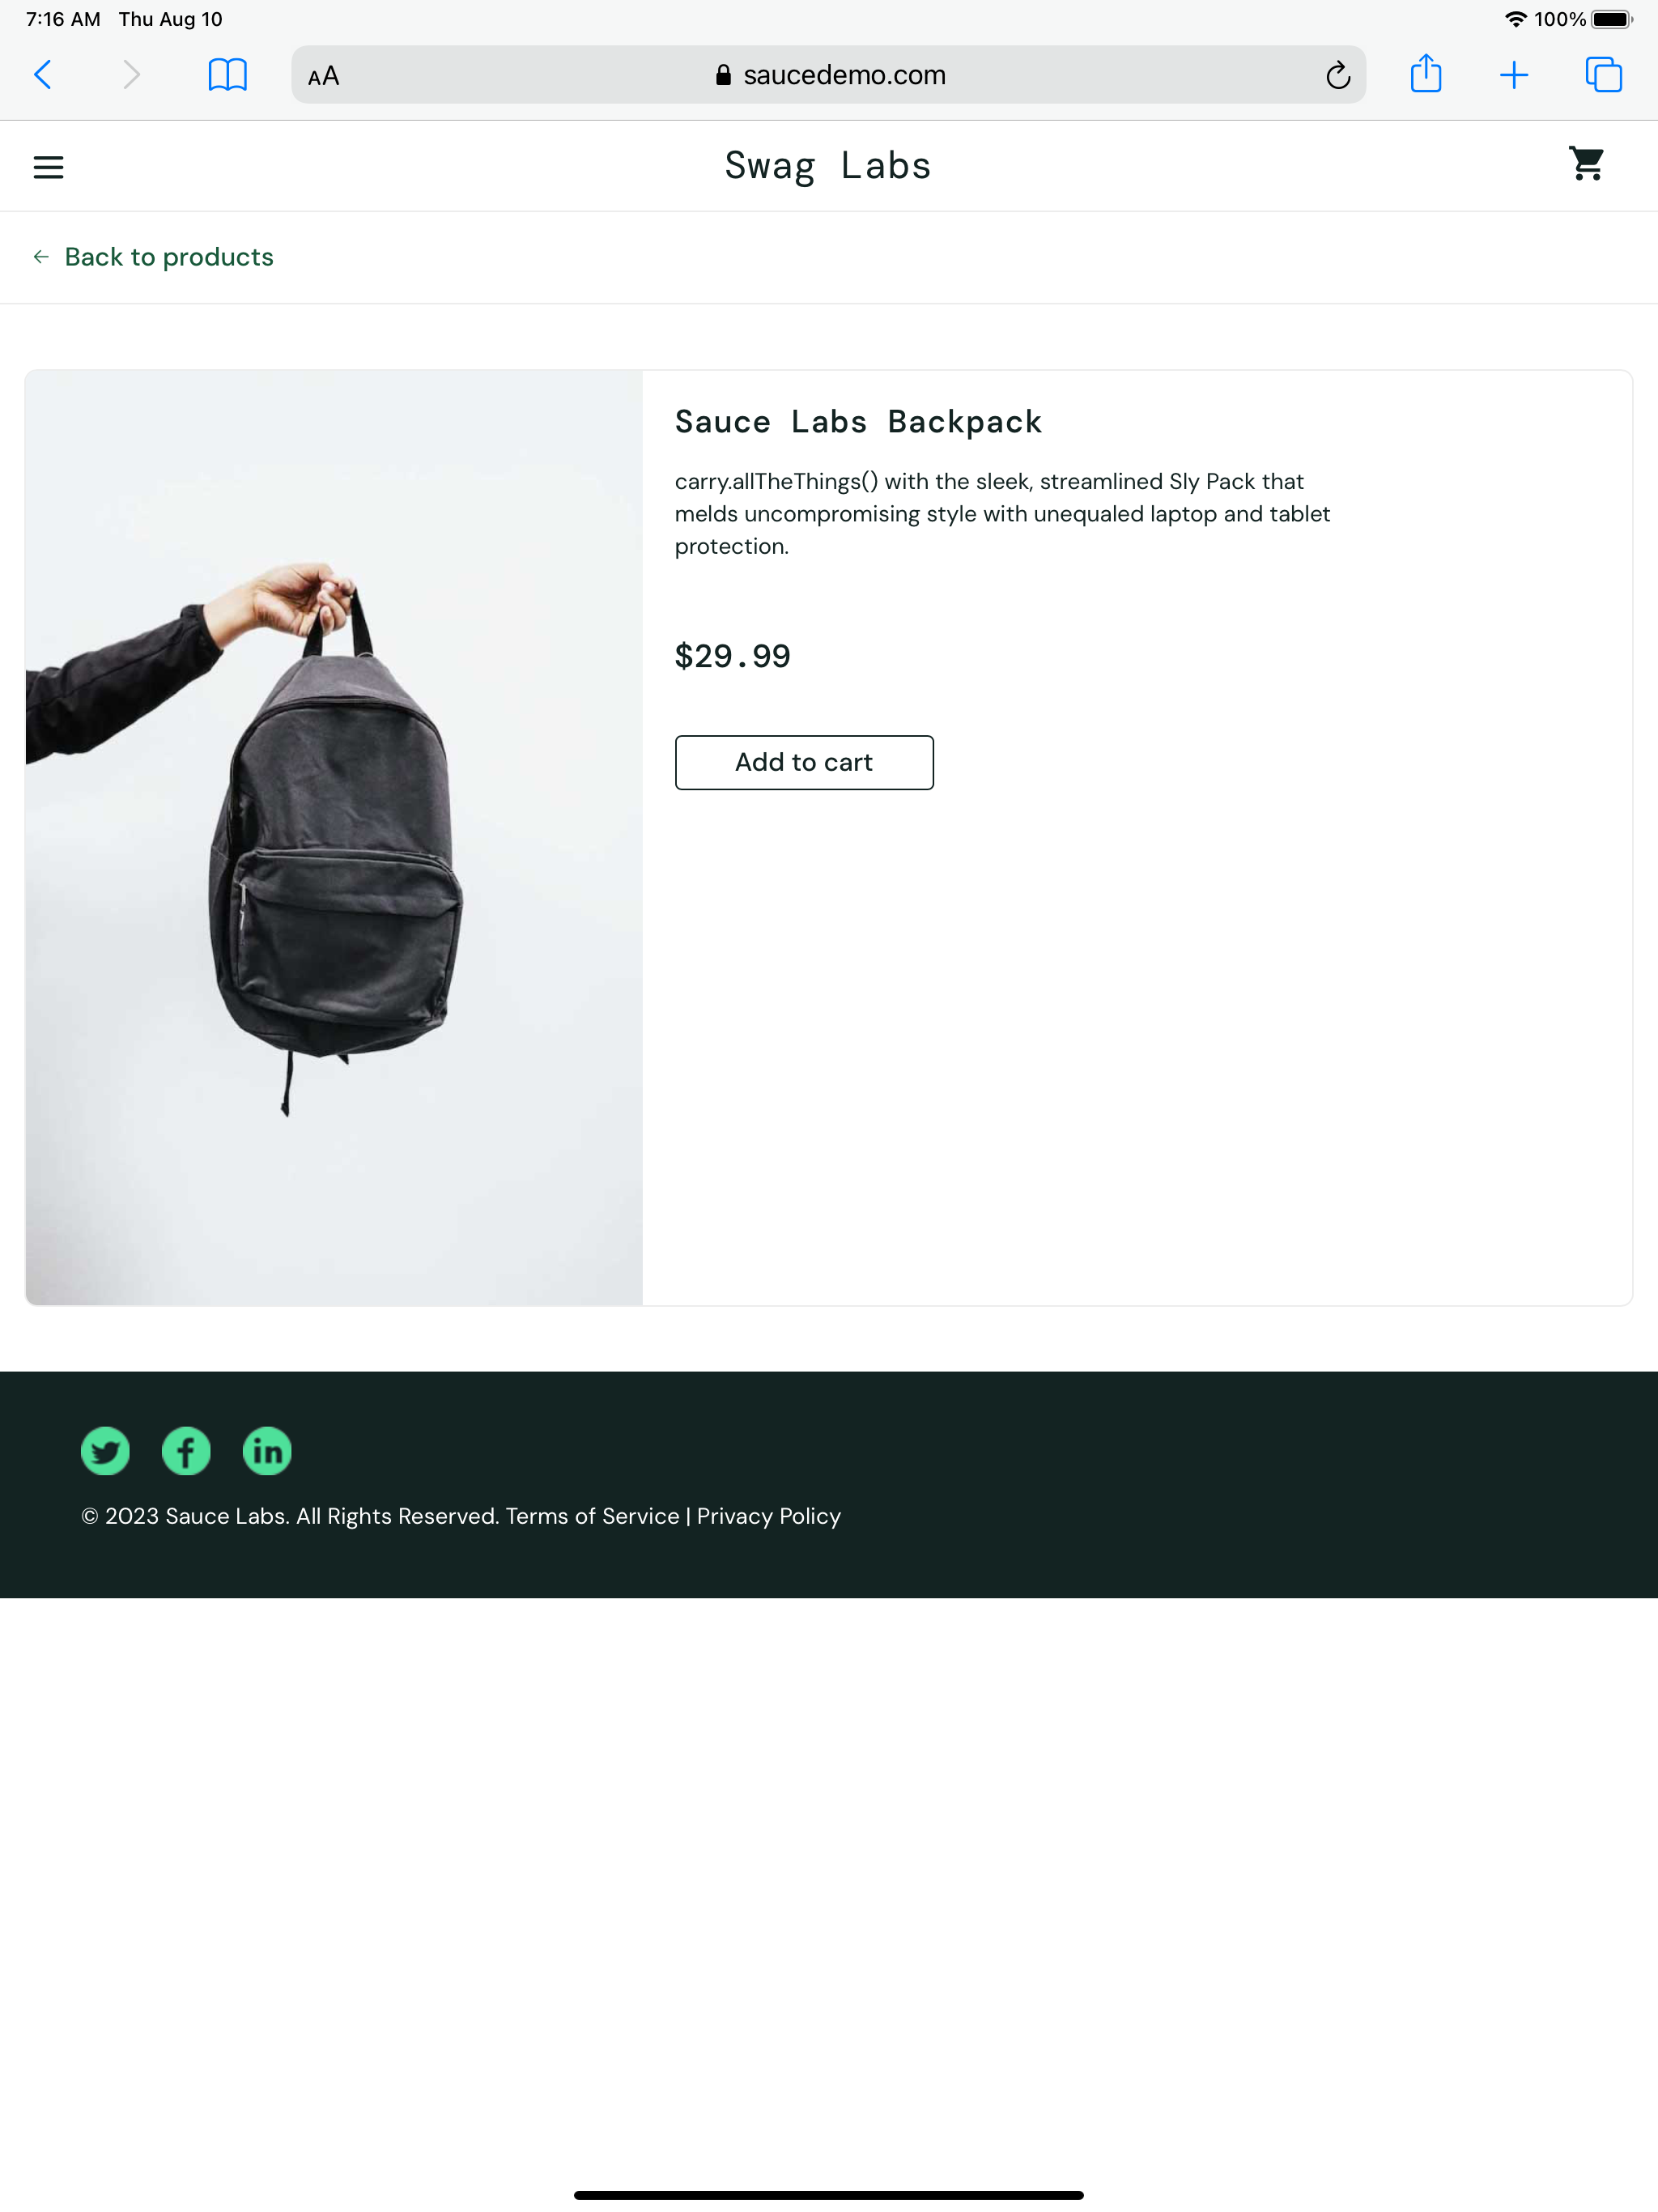 7:16 AM Thu Aug 10
100%
AA
saucedemo.com
Swag Labs
Back to products
Sauce Labs Backpack
carry.allTheThings() with the sleek, streamlined Sly Pack that
melds uncompromising style with unequaled laptop and tablet
protection.
$29.99
Add to cart
© 2023 Sauce Labs. All Rights Reserved. Terms of Service | Privacy Policy